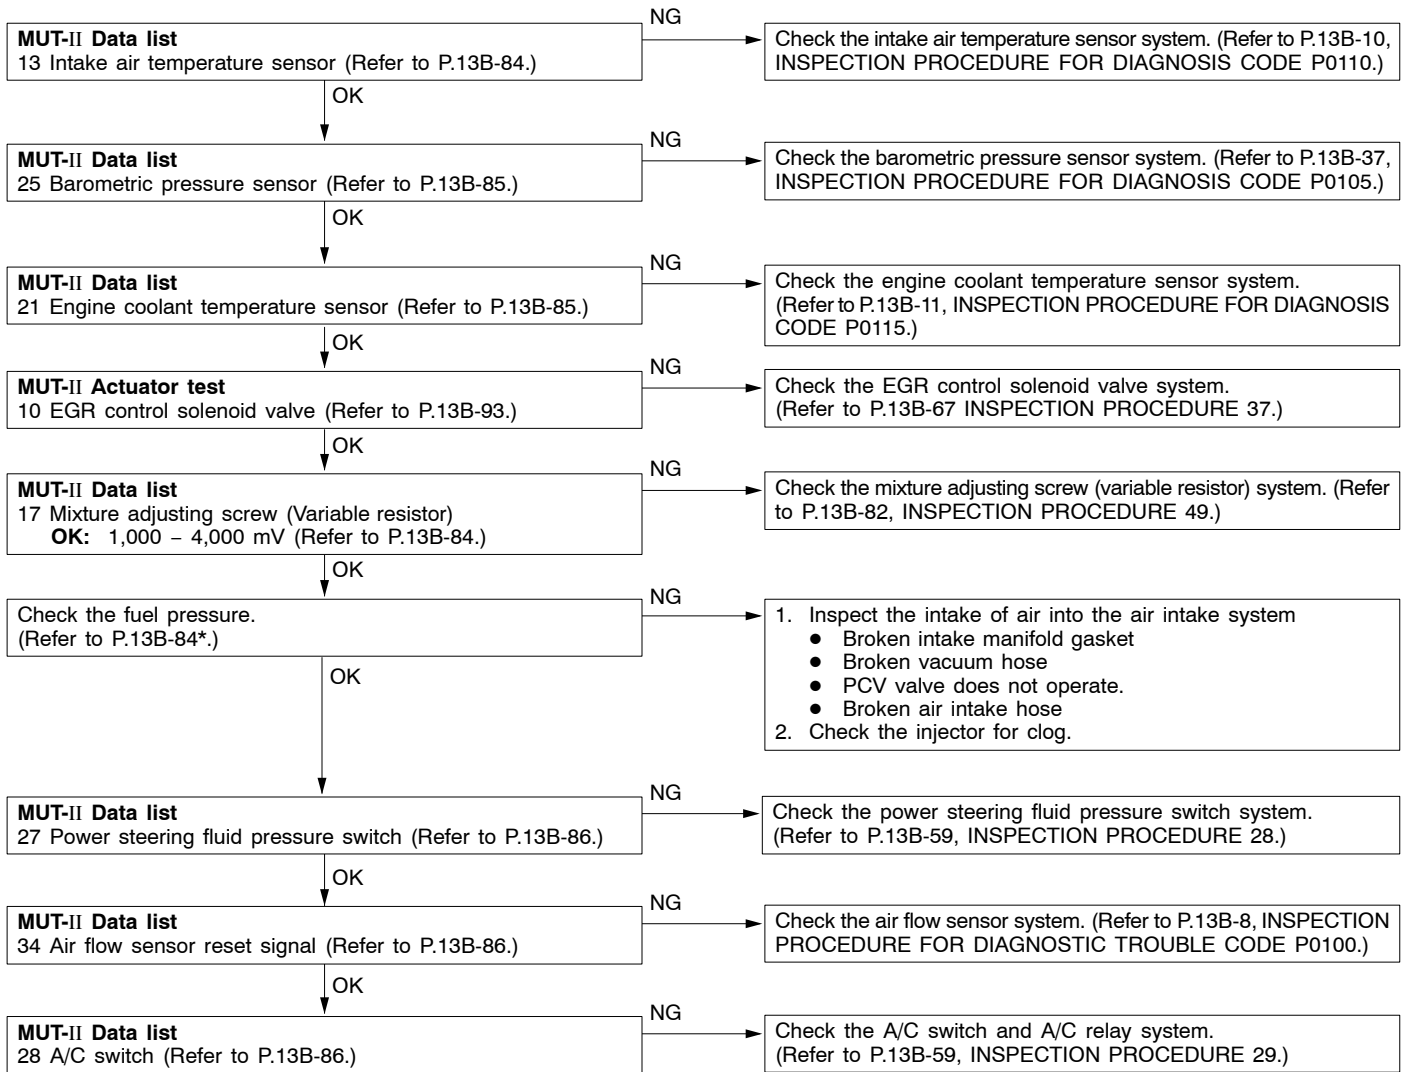 MUT-II Data list
13 Intake air temperature sensor (Refer to P.13B-84.)
NG
Check the intake air temperature sensor system. (Refer to P.13B-10,
INSPECTION PROCEDURE FOR DIAGNOSIS CODE P0110.)
OK
MUT-II Data list
25 Barometric pressure sensor (Refer to P.13B-85.)
NG
Check the barometric pressure sensor system. (Refer to P.13B-37,
INSPECTION PROCEDURE FOR DIAGNOSIS CODE P0105.)
OK
MUT-II Data list
21 Engine coolant temperature sensor (Refer to P.13B-85.)
NG
Check the engine coolant temperature sensor system.
(Refer to P.13B-11, INSPECTION PROCEDURE FOR DIAGNOSIS
CODE P0115.)
OK
MUT-II Actuator test
10 EGR control solenoid valve (Refer to P.13B-93.)
NG
Check the EGR control solenoid valve system.
(Refer to P.13B-67 INSPECTION PROCEDURE 37.)
OK
MUT-II Data list
17 Mixture adjusting screw (Variable resistor)
OK: 1,000 – 4,000 mV (Refer to P.13B-84.)
NG
Check the mixture adjusting screw (variable resistor) system. (Refer
to P.13B-82, INSPECTION PROCEDURE 49.)
OK
Check the fuel pressure.
(Refer to P.13B-84*.)
NG
1. Inspect the intake of air into the air intake system
● Broken intake manifold gasket
● Broken vacuum hose
● PCV valve does not operate.
● Broken air intake hose
2. Check the injector for clog.
OK
MUT-II Data list
27 Power steering fluid pressure switch (Refer to P.13B-86.)
NG
Check the power steering fluid pressure switch system.
(Refer to P.13B-59, INSPECTION PROCEDURE 28.)
OK
MUT-II Data list
34 Air flow sensor reset signal (Refer to P.13B-86.)
NG
Check the air flow sensor system. (Refer to P.13B-8, INSPECTION
PROCEDURE FOR DIAGNOSTIC TROUBLE CODE P0100.)
OK
MUT-II Data list
28 A/C switch (Refer to P.13B-86.)
NG
Check the A/C switch and A/C relay system.
(Refer to P.13B-59, INSPECTION PROCEDURE 29.)